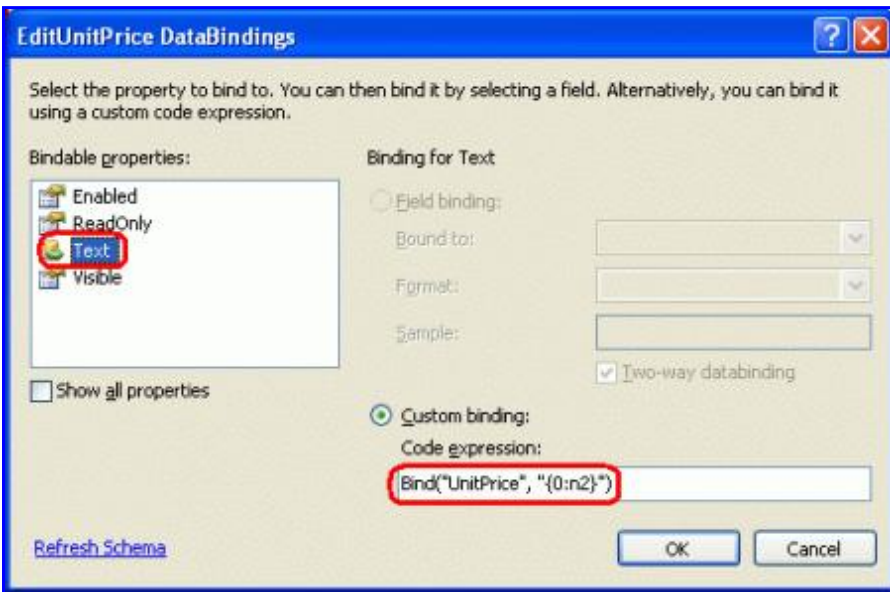 EditUnitPrice DataBindings
Select the property to bind to. You can then bind it by selecting a field. Alternatively, you can bind it
using a custom code expression.
Bindable properties:
Enabled
ReadOnly
Text
Visible
Show all properties
Binding for Text
Field binding:
Bound to:
Format:
Sample:
Two-way databinding
Custom binding:
Code expression:
Bind("UnitPrice", "{0:n2}")
Refresh Schema
OK
Cancel